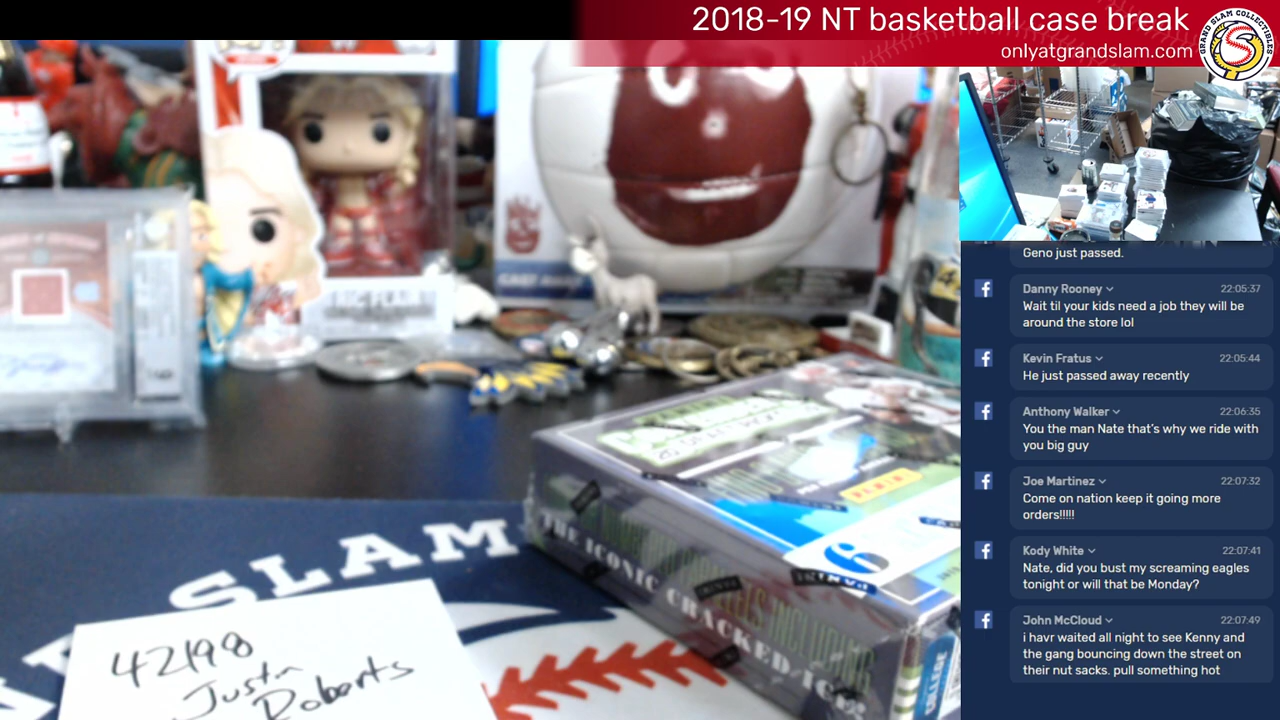 2018-19 NT basketball case break
onlyatgrandslam.com
GRAND SLAM COLLECTIBLES
CAST AWAY
PANINI
6
THE ICONIC CRACKED ICE
COLLEGE
SLAM
42198
Justin
Roberts
Geno just passed.
Danny Rooney 22:05:37
Wait til your kids need a job they will be
around the store lol
Kevin Fratus 22:05:44
He just passed away recently
Anthony Walker 22:06:35
You the man Nate that's why we ride with
you big guy
Joe Martinez 22:07:32
Come on nation keep it going more
orders!!!!!
Kody White 22:07:41
Nate, did you bust my screaming eagles
tonight or will that be Monday?
John McCloud 22:07:49
i havr waited all night to see Kenny and
the gang bouncing down the street on
their nut sacks. pull something hot